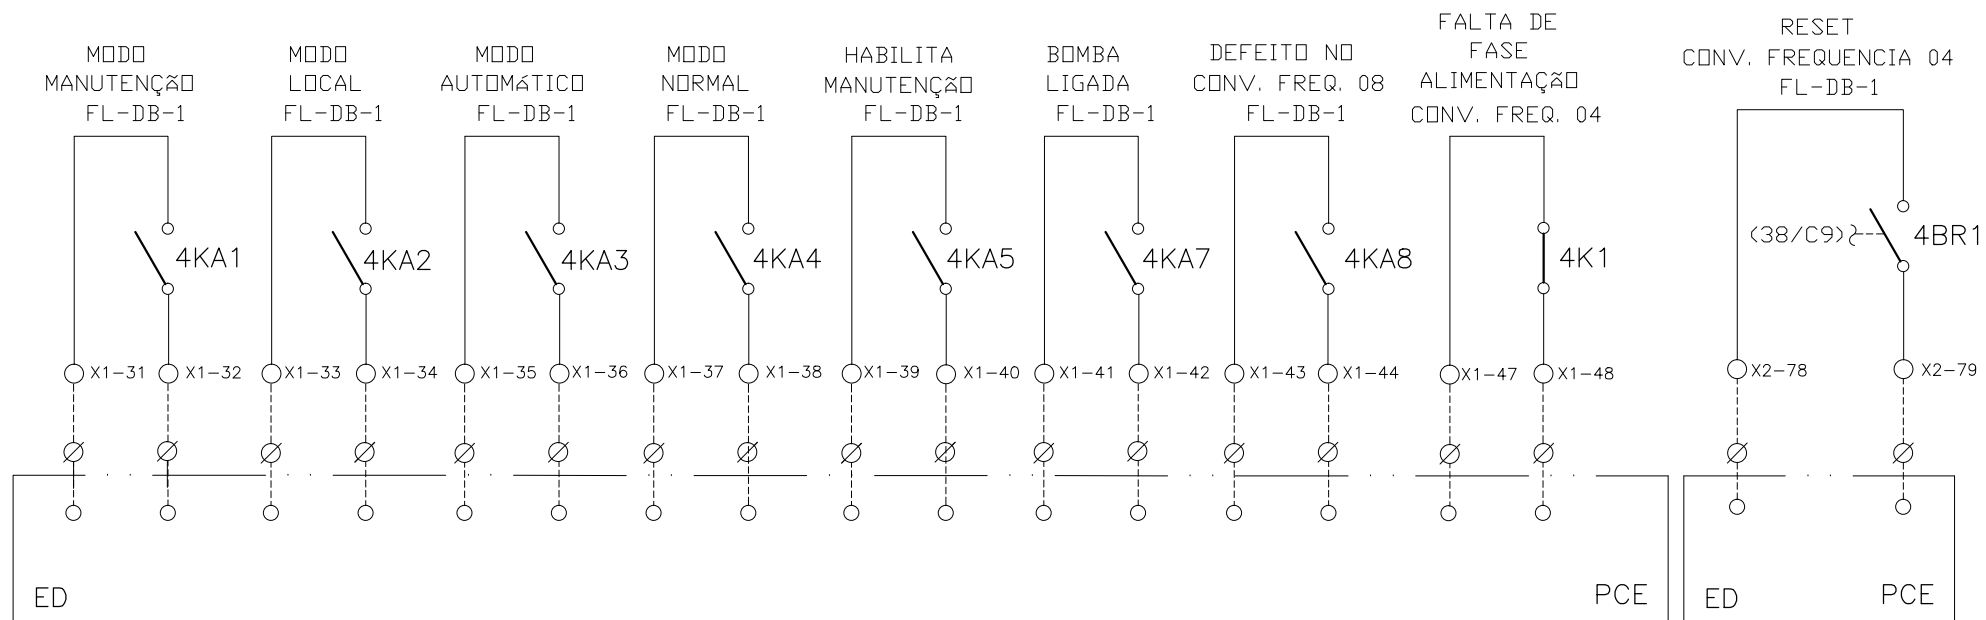 MODO
MANUTENÇÃO
FL-DB-1
MODO
LOCAL
FL-DB-1
MODO
AUTOMÁTICO
FL-DB-1
MODO
NORMAL
FL-DB-1
HABILITA
MANUTENÇÃO
FL-DB-1
BOMBA
LIGADA
FL-DB-1
DEFEITO NO
CONV. FREQ. 08
FL-DB-1
FALTA DE
FASE
ALIMENTAÇÃO
CONV. FREQ. 04
RESET
CONV. FREQUENCIA 04
FL-DB-1
4KA1
4KA2
4KA3
4KA4
4KA5
4KA7
4KA8
4K1
(38/C9)
4BR1
X1-31
X1-32
X1-33
X1-34
X1-35
X1-36
X1-37
X1-38
X1-39
X1-40
X1-41
X1-42
X1-43
X1-44
X1-47
X1-48
X2-78
X2-79
ED
PCE
ED
PCE